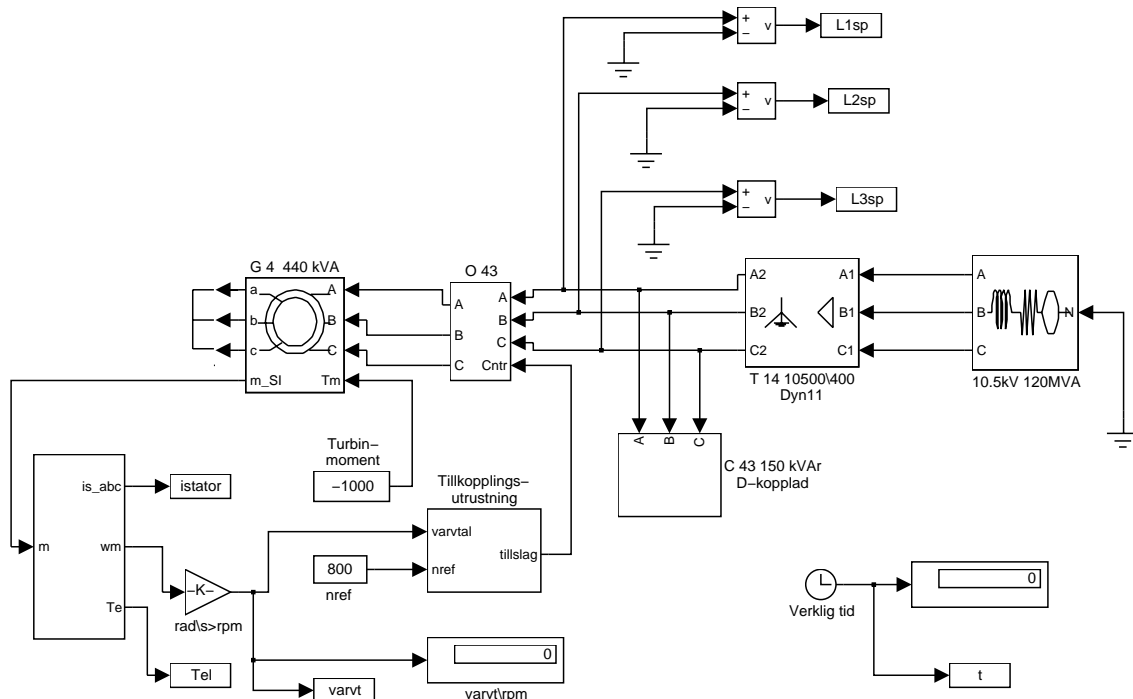 +
−
v
L1sp
+
−
v
L2sp
+
−
v
L3sp
G 4 440 kVA
O 43
a
b
c
m_SI
A
B
C
Tm
A
B
C
A
B
C
Cntr
A2
B2
C2
A1
B1
C1
T 14 10500\400
Dyn11
A
B
C
N
10.5kV 120MVA
A
B
C
C 43 150 kVAr
D−kopplad
Turbin−
moment
−1000
Tillkopplings−
utrustning
varvtal
nref
tillslag
800
nref
m
is_abc
wm
Te
istator
−K−
rad\s>rpm
Tel
0
varvt\rpm
varvt
Verklig tid
0
t